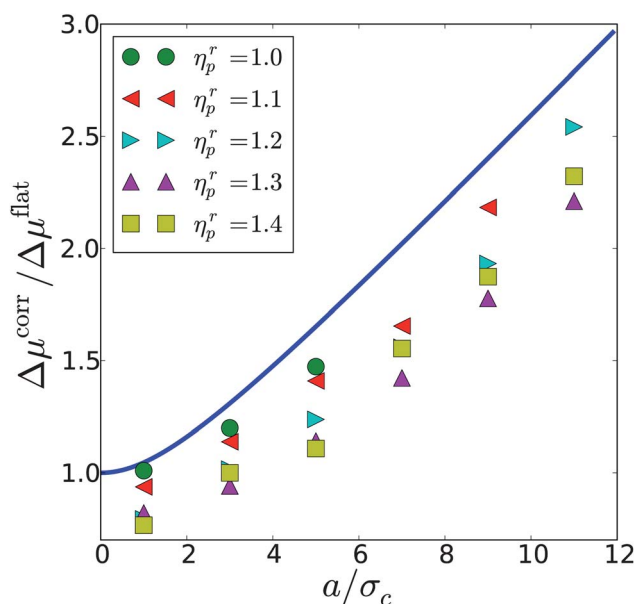 3.0
2.5
2.0
1.5
1.0
Δμ^corr / Δμ^flat
η_p^r = 1.0
η_p^r = 1.1
η_p^r = 1.2
η_p^r = 1.3
η_p^r = 1.4
0 2 4 6 8 10 12
a/σ_c